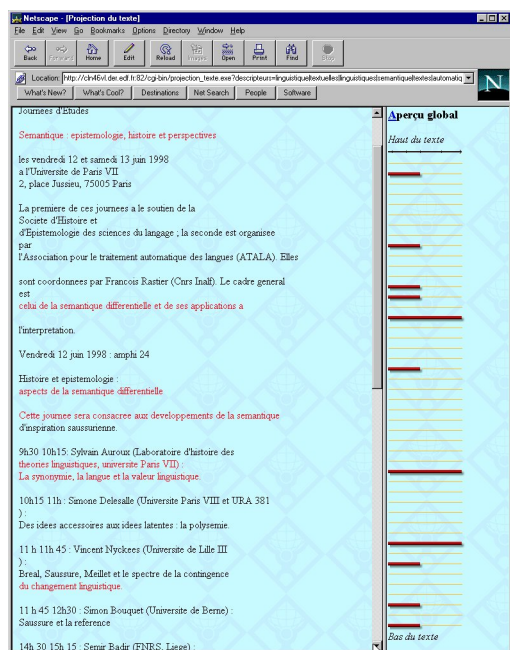 Netscape - [Projection du texte]
File Edit View Go Bookmarks Options Directory Window Help
Back Forward Home Edit Reload Images Open Print Find Stop
Location: http://cln46vl.der.edf.fr:82/cgi-bin/projection_texte.exe?descripteurs=linguistiqueltextuelleslinguistiqueslsemantiqueltexteslautomatiq
N
What's New? What's Cool? Destinations Net Search People Software
Journees d'Etudes
Semantique : epistemologie, histoire et perspectives
les vendredi 12 et samedi 13 juin 1998
a l'Universite de Paris VII
2, place Jussieu, 75005 Paris
La premiere de ces journees a le soutien de la
Societe d'Histoire et
d'Epistemologie des sciences du langage ; la seconde est organisee
par
l'Association pour le traitement automatique des langues (ATALA). Elles
sont coordonnees par Francois Rastier (Cnrs Inalf). Le cadre general
est
celui de la semantique differentielle et de ses applications a
l'interpretation.
Vendredi 12 juin 1998 : amphi 24
Histoire et epistemologie :
aspects de la semantique differentielle
Cette journee sera consacree aux developpements de la semantique
d'inspiration saussurienne.
9h30 10h15: Sylvain Auroux (Laboratoire d'histoire des
theories linguistiques, universite Paris VII) :
La synonymie, la langue et la valeur linguistique.
10h15 11h : Simone Delesalle (Universite Paris VIII et URA 381
) :
Des idees accessoires aux idees latentes : la polysemie.
11 h 11h 45 : Vincent Nyckees (Universite de Lille III
) :
Breal, Saussure, Meillet et le spectre de la contingence
du changement linguistique.
11 h 45 12h30 : Simon Bouquet (Universite de Berne) :
Saussure et la reference
14h 30 15h 15 : Semir Badir (FNRS, Liege) :
Aperçu global
Haut du texte
Bas du texte